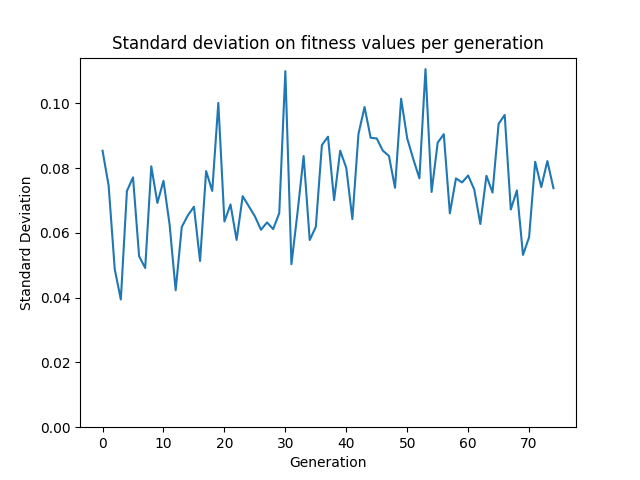 Standard deviation on fitness values per generation
Standard Deviation
0.10
0.08
0.06
0.04
0.02
0.00
0 10 20 30 40 50 60 70
Generation